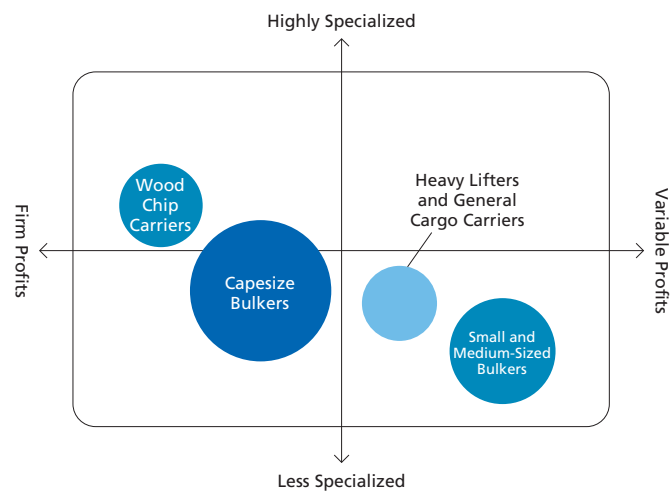 Highly Specialized
Wood
Chip
Carriers
Heavy Lifters
and General
Cargo Carriers
Firm Profits
Variable Profits
Capesize
Bulkers
Small and
Medium-Sized
Bulkers
Less Specialized